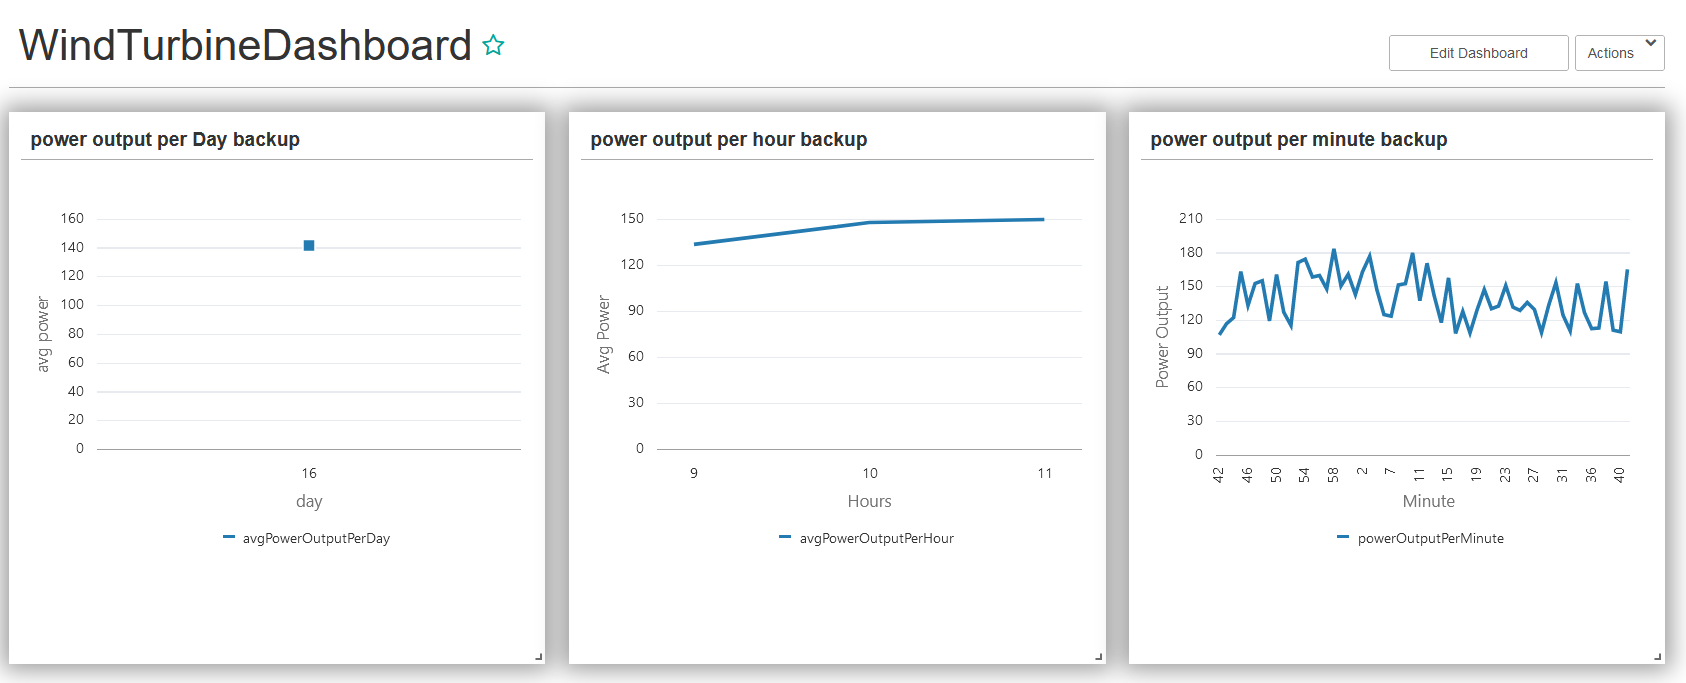 WindTurbineDashboard
Edit Dashboard
Actions
power output per Day backup
160
140
120
100
80
60
40
20
0
avg power
16
day
avgPowerOutputPerDay
power output per hour backup
150
120
90
60
30
0
Avg Power
9 10 11
Hours
avgPowerOutputPerHour
power output per minute backup
210
180
150
120
90
60
30
0
Power Output
42 46 50 54 58 2 7 11 15 19 23 27 31 36 40
Minute
powerOutputPerMinute